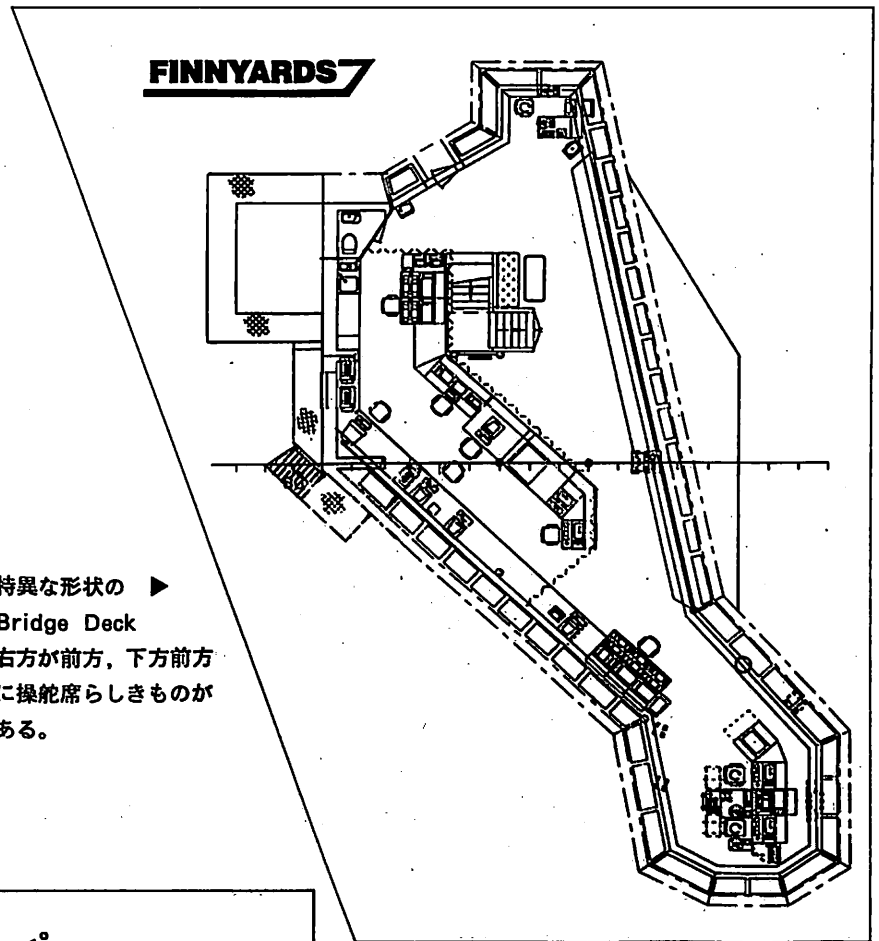 FINNYARDS
特異な形状の ▶
Bridge Deck
右方が前方，下方前方
に操舵席らしきものが
ある。